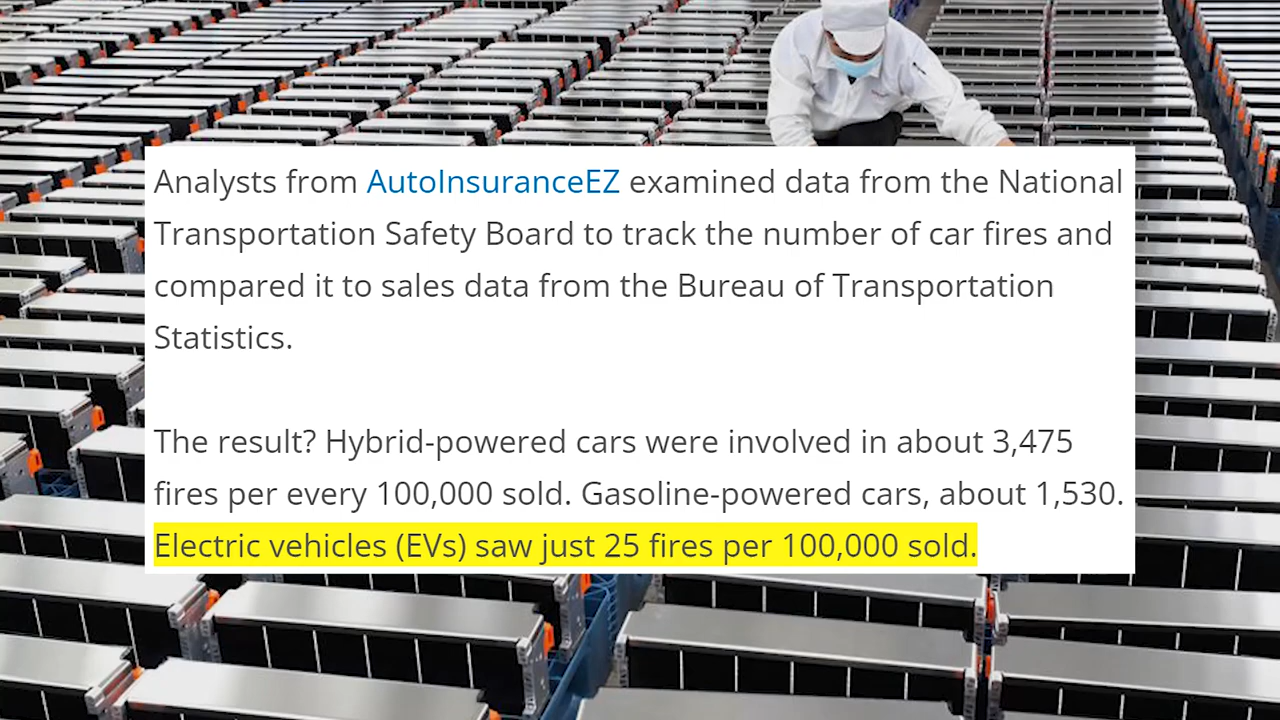 Analysts from AutoInsuranceEZ examined data from the National
Transportation Safety Board to track the number of car fires and
compared it to sales data from the Bureau of Transportation
Statistics.
The result? Hybrid-powered cars were involved in about 3,475
fires per every 100,000 sold. Gasoline-powered cars, about 1,530.
Electric vehicles (EVs) saw just 25 fires per 100,000 sold.